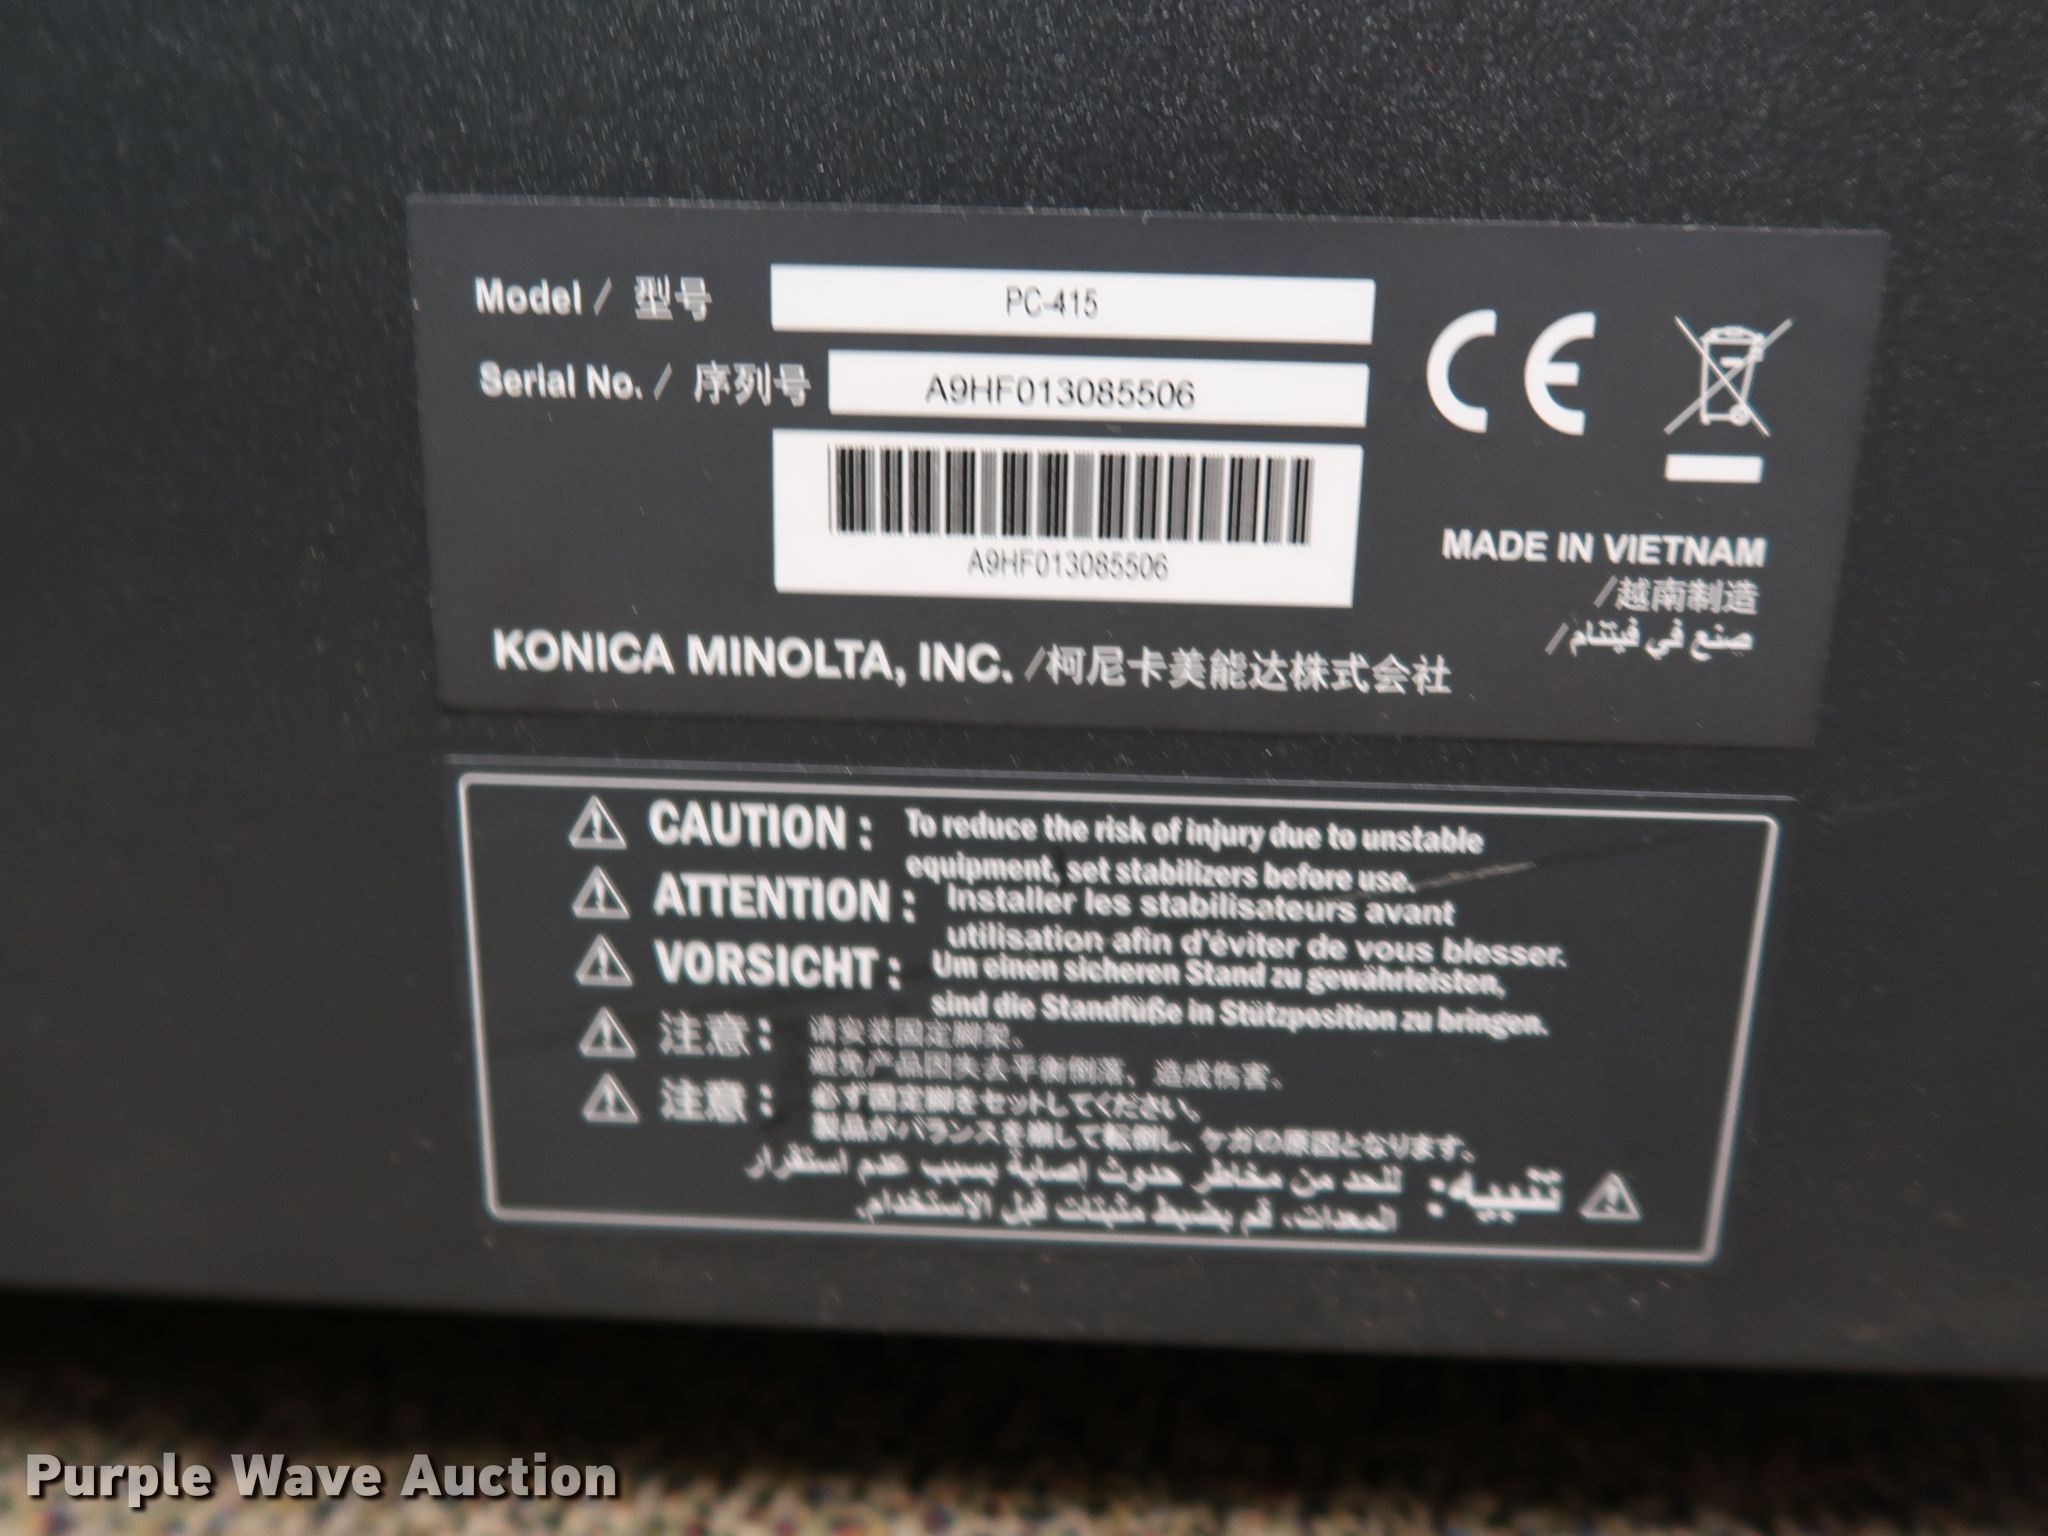 Model / 型号 PC-415
Serial No. / 序列号 A9HF013085506
A9HF013085506
MADE IN VIETNAM
/越南制造
/صنع في فيتنام
KONICA MINOLTA, INC. /柯尼卡美能达株式会社
CAUTION : To reduce the risk of injury due to unstable
equipment, set stabilizers before use.
ATTENTION : Installer les stabilisateurs avant
utilisation afin d'éviter de vous blesser.
VORSICHT : Um einen sicheren Stand zu gewährleisten,
sind die Standfüße in Stützposition zu bringen.
注意： 请安装固定脚架、
避免产品因失去平衡倒落、造成伤害。
注意： 必ず固定脚をセットしてください。
製品がバランスを崩して転倒し、ケガの原因となります。
تنبيه: للحد من مخاطر حدوث إصابة بسبب عدم استقرار
المعدات، قم بضبط مثبتات قبل الاستخدام.
Purple Wave Auction